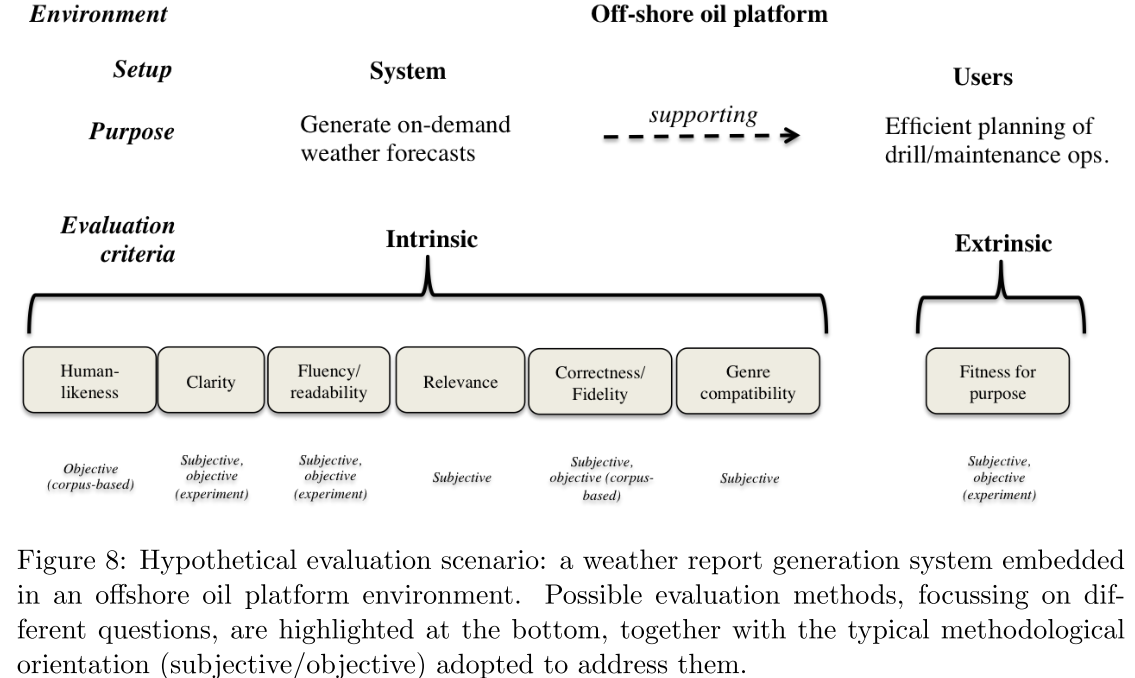 Environment
Off-shore oil platform
Setup
System
Users
Purpose
Generate on-demand
weather forecasts
supporting
Efficient planning of
drill/maintenance ops.
Evaluation
criteria
Intrinsic
Extrinsic
Human-
likeness
Clarity
Fluency/
readability
Relevance
Correctness/
Fidelity
Genre
compatibility
Fitness for
purpose
Objective
(corpus-based)
Subjective,
objective
(experiment)
Subjective,
objective
(experiment)
Subjective
Subjective,
objective (corpus-
based)
Subjective
Subjective,
objective
(experiment)
Figure 8: Hypothetical evaluation scenario: a weather report generation system embedded
in an offshore oil platform environment. Possible evaluation methods, focussing on dif-
ferent questions, are highlighted at the bottom, together with the typical methodological
orientation (subjective/objective) adopted to address them.